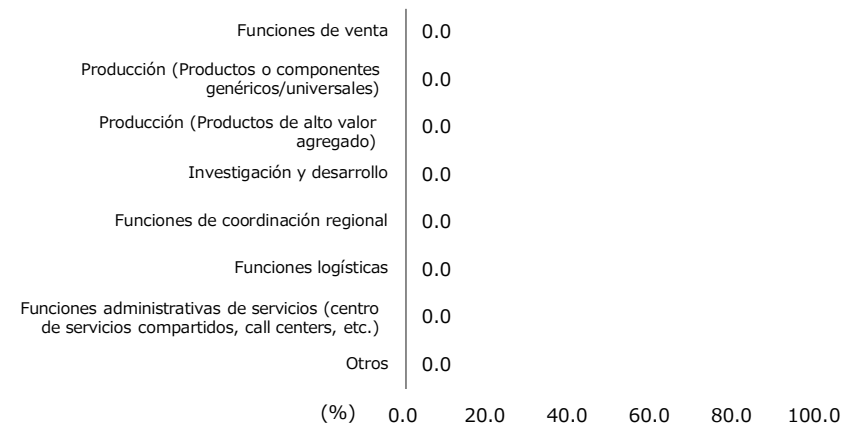 Funciones de venta 0.0
Producción (Productos o componentes
genéricos/universales) 0.0
Producción (Productos de alto valor
agregado) 0.0
Investigación y desarrollo 0.0
Funciones de coordinación regional 0.0
Funciones logísticas 0.0
Funciones administrativas de servicios (centro
de servicios compartidos, call centers, etc.) 0.0
Otros 0.0
(%) 0.0 20.0 40.0 60.0 80.0 100.0